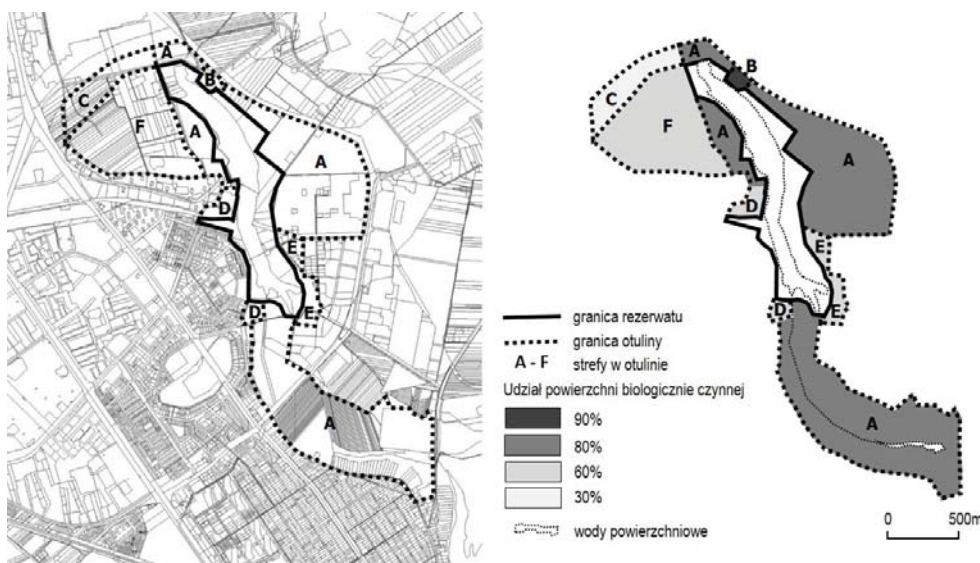 A
B
C
F
A
A
D
E
D
E
A
A
B
C
F
A
A
D
E
D
E
A
granica rezerwatu
granica otuliny
A - F strefy w otulinie
Udział powierzchni biologicznie czynnej
90%
80%
60%
30%
wody powierzchniowe
0 500m